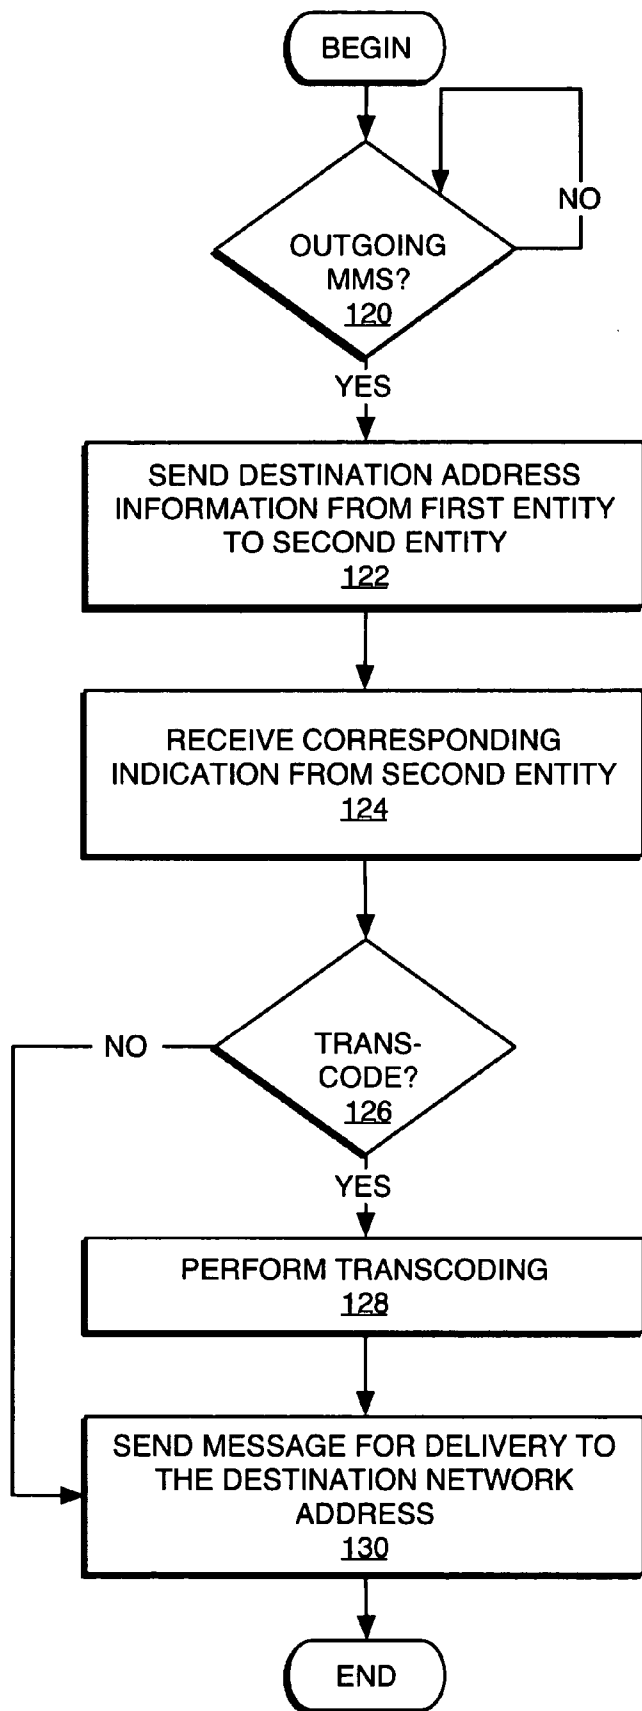 BEGIN
NO
OUTGOING
MMS?
120
YES
SEND DESTINATION ADDRESS
INFORMATION FROM FIRST ENTITY
TO SECOND ENTITY
122
RECEIVE CORRESPONDING
INDICATION FROM SECOND ENTITY
124
NO
TRANS-
CODE?
126
YES
PERFORM TRANSCODING
128
SEND MESSAGE FOR DELIVERY TO
THE DESTINATION NETWORK
ADDRESS
130
END